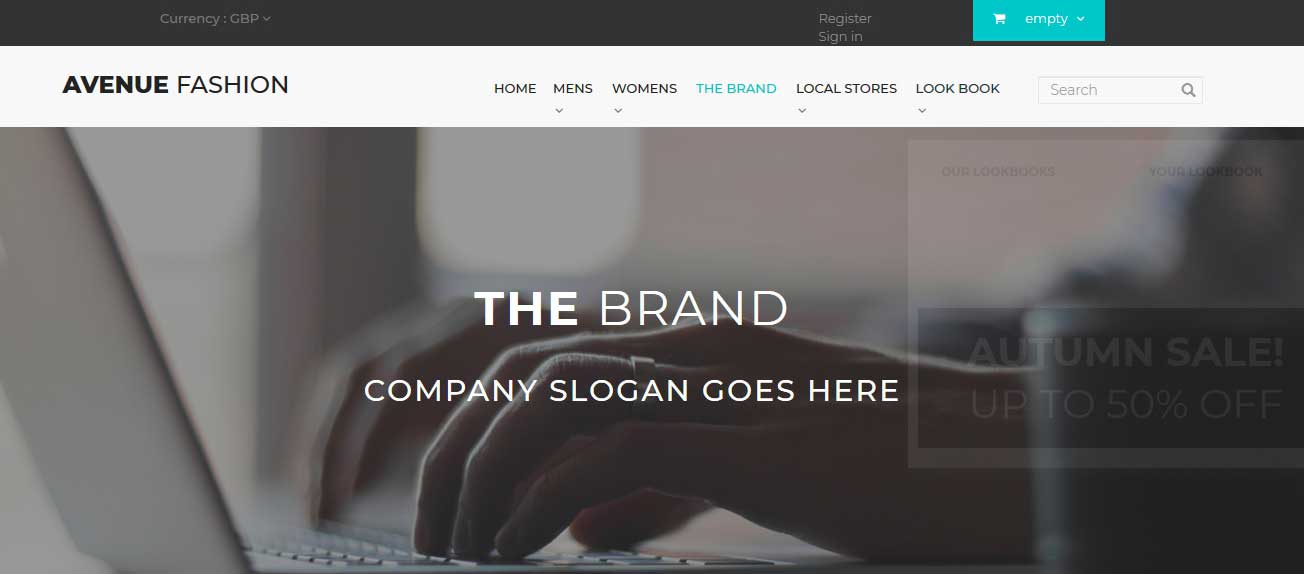 Currency : GBP
Register
Sign in
empty
AVENUE FASHION
HOME MENS WOMENS THE BRAND LOCAL STORES LOOK BOOK
Search
OUR LOOKBOOKS YOUR LOOKBOOK
THE BRAND
AUTUMN SALE!
COMPANY SLOGAN GOES HERE
UP TO 50% OFF